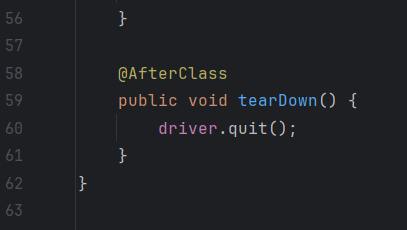 56 }
57
58 @AfterClass
59 public void tearDown() {
60 driver.quit();
61 }
62 }
63